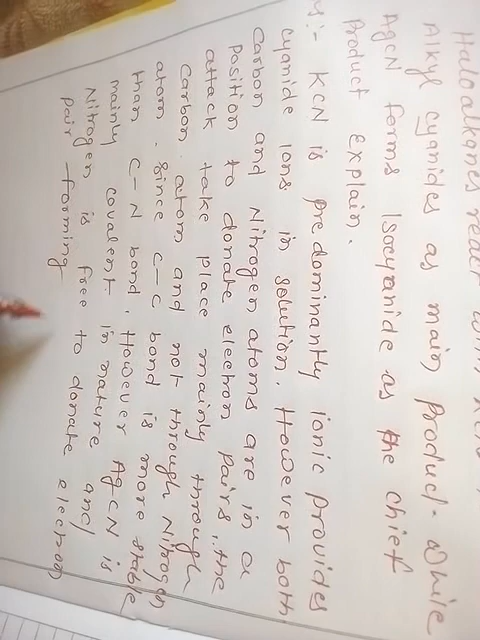 Haloalkanes react with KCN
Alkyl cyanides as main product. while
AgCN forms Isocyanide as the chief
Product Explain.
:- KCN is predominantly ionic provides
cyanide ions in solution. However both
Carbon and Nitrogen atoms are in a
position to donate electron pairs, the
attack take place mainly through
Carbon atom and not through Nitrogen
atom. Since C-C bond is more stable
than C-N bond. However AgCN is
mainly covalent in nature and
Nitrogen is free to donate electron
pair forming